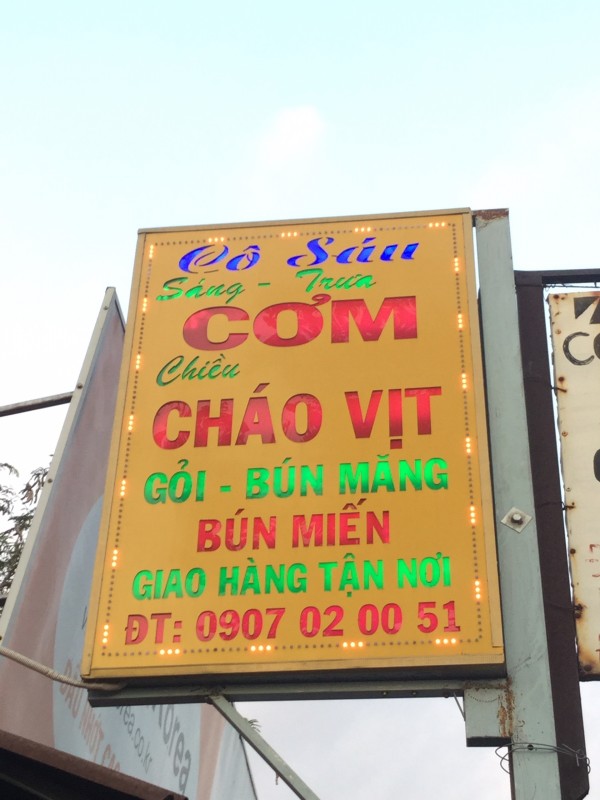 Cô Sáu
Sáng - Trưa
CƠM
Chiều
CHÁO VỊT
GỎI - BÚN MĂNG
BÚN MIẾN
GIAO HÀNG TẬN NƠI
ĐT: 0907 02 00 51